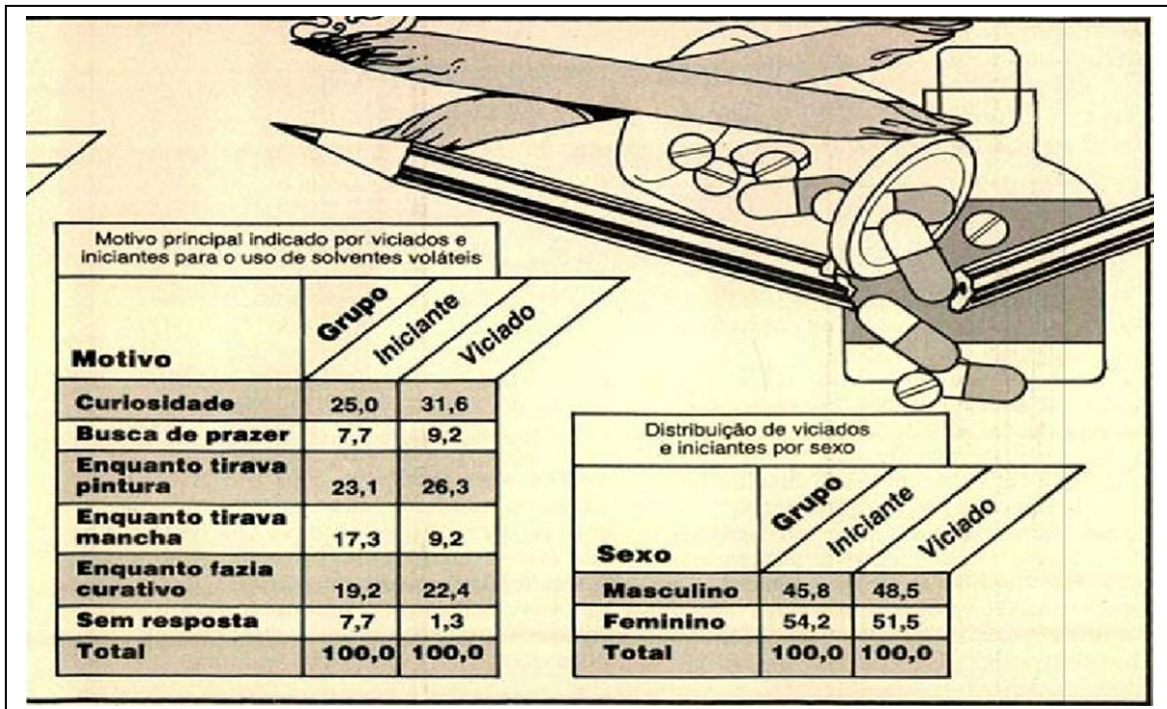 Motivo principal indicado por viciados e
iniciantes para o uso de solventes voláteis
Motivo Grupo Iniciante Viciado
Curiosidade 25,0 31,6
Busca de prazer 7,7 9,2
Enquanto tirava
pintura 23,1 26,3
Enquanto tirava
mancha 17,3 9,2
Enquanto fazia
curativo 19,2 22,4
Sem resposta 7,7 1,3
Total 100,0 100,0
Distribuição de viciados
e iniciantes por sexo
Sexo Grupo Iniciante Viciado
Masculino 45,8 48,5
Feminino 54,2 51,5
Total 100,0 100,0